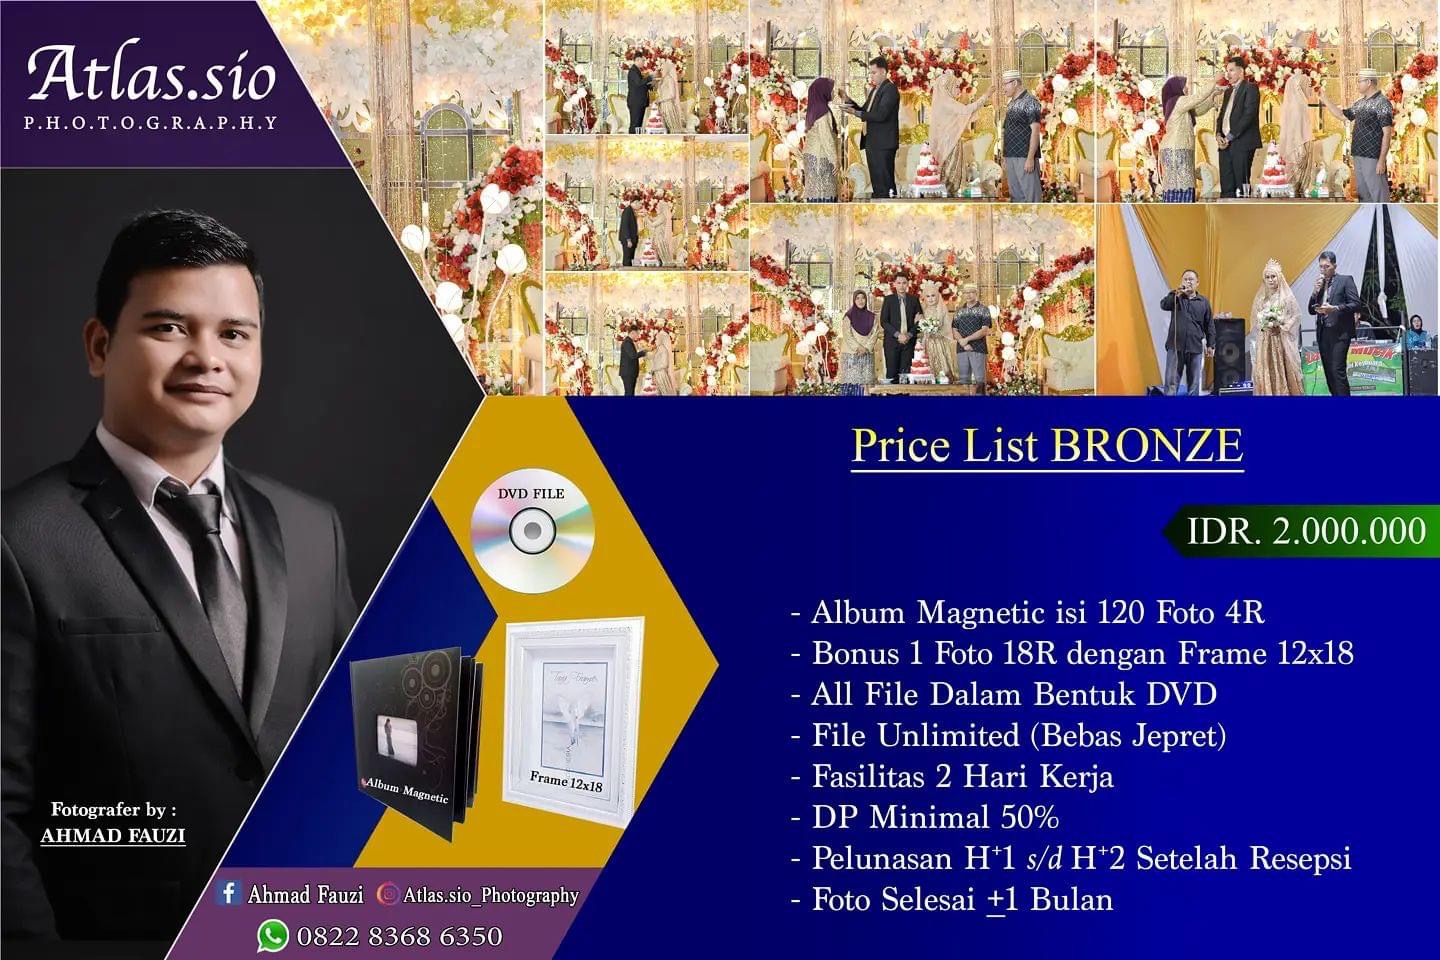 Atlas.sio
P.H.O.T.O.G.R.A.P.H.Y
Fotografer by :
AHMAD FAUZI
DVD FILE
Album Magnetic
Frame 12x18
Ahmad Fauzi
Atlas.sio_Photography
0822 8368 6350
MUSIK
Price List BRONZE
IDR. 2.000.000
- Album Magnetic isi 120 Foto 4R
- Bonus 1 Foto 18R dengan Frame 12x18
- All File Dalam Bentuk DVD
- File Unlimited (Bebas Jepret)
- Fasilitas 2 Hari Kerja
- DP Minimal 50%
- Pelunasan H⁺1 s/d H⁺2 Setelah Resepsi
- Foto Selesai ±1 Bulan